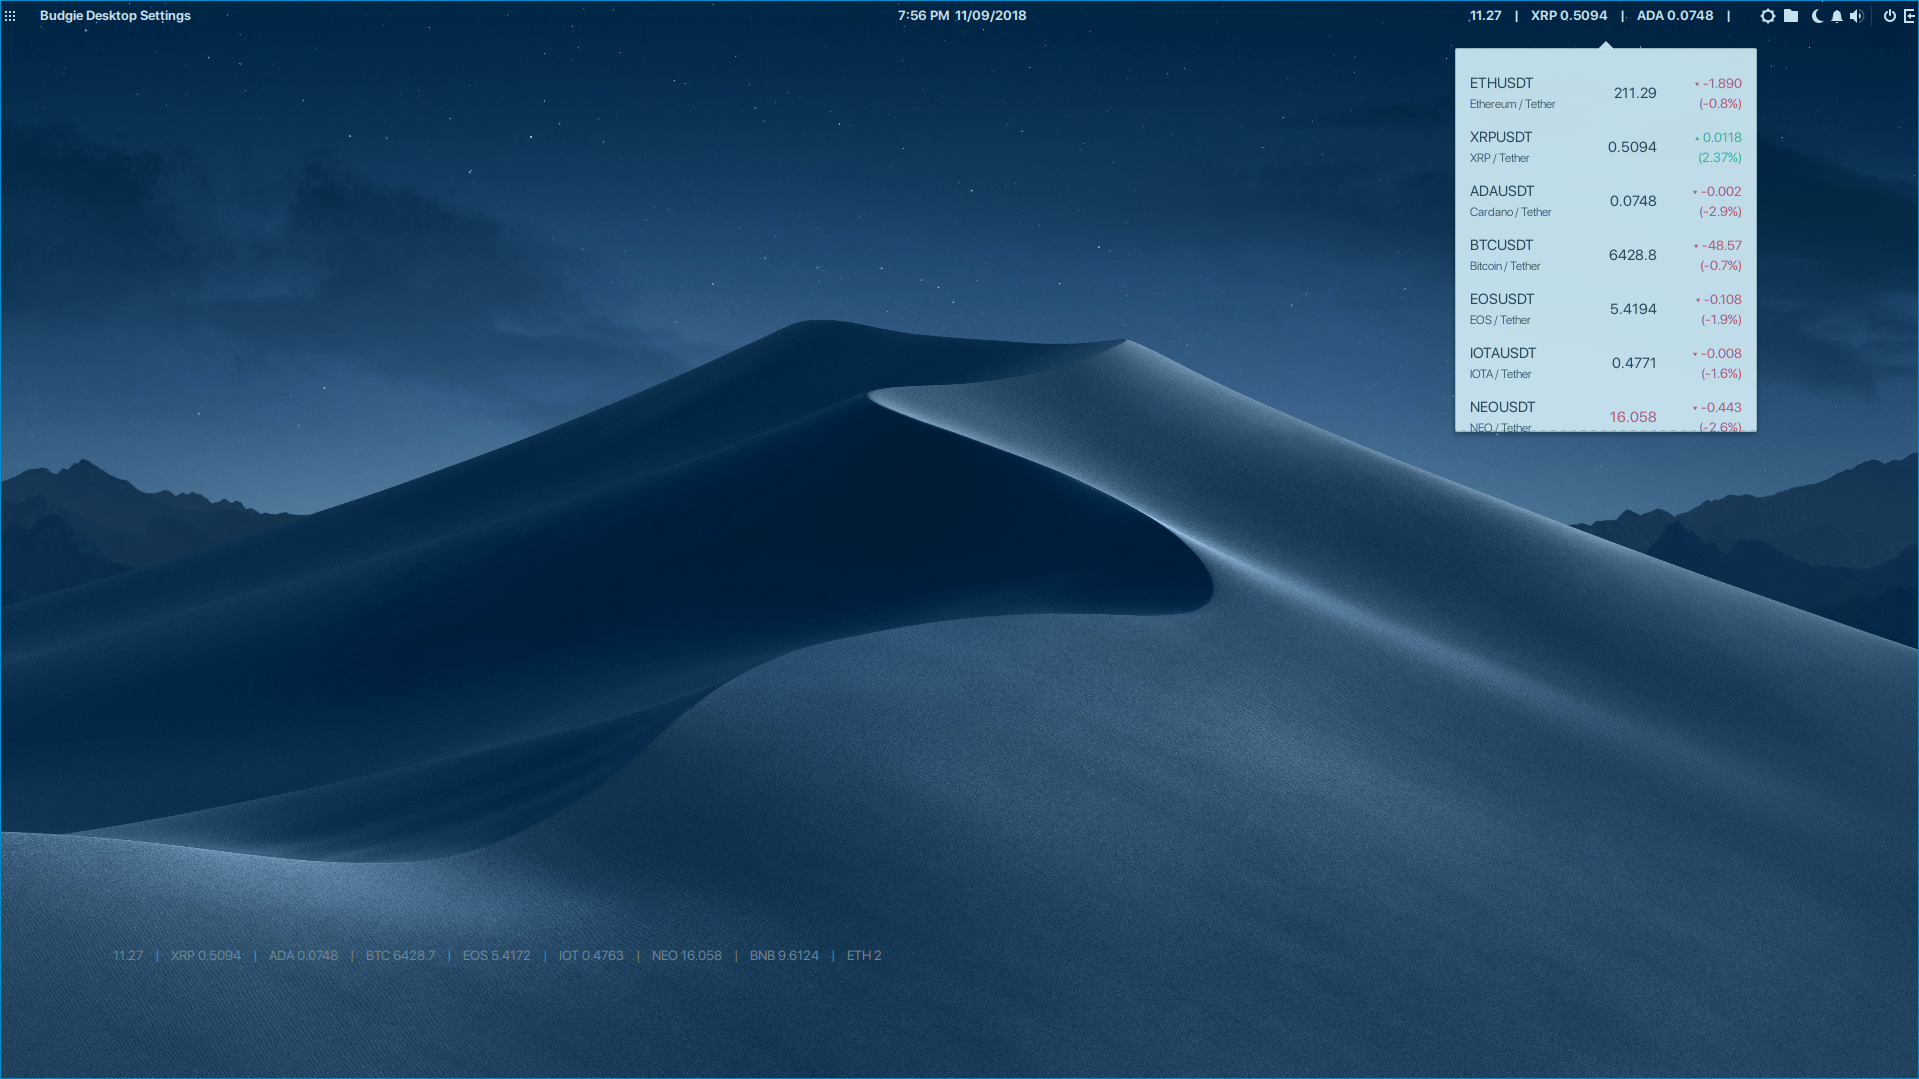 Budgie Desktop Settings
7:56 PM 11/09/2018
11.27 | XRP 0.5094 | ADA 0.0748 |
ETHUSDT 211.29 ▼ -1.890
Ethereum / Tether (-0.8%)
XRPUSDT 0.5094 ▲ 0.0118
XRP / Tether (2.37%)
ADAUSDT 0.0748 ▼ -0.002
Cardano / Tether (-2.9%)
BTCUSDT 6428.8 ▼ -48.57
Bitcoin / Tether (-0.7%)
EOSUSDT 5.4194 ▼ -0.108
EOS / Tether (-1.9%)
IOTAUSDT 0.4771 ▼ -0.008
IOTA / Tether (-1.6%)
NEOUSDT 16.058 ▼ -0.443
NEO / Tether (-2.6%)
11.27 | XRP 0.5094 | ADA 0.0748 | BTC 6428.7 | EOS 5.4172 | IOT 0.4763 | NEO 16.058 | BNB 9.6124 | ETH 2